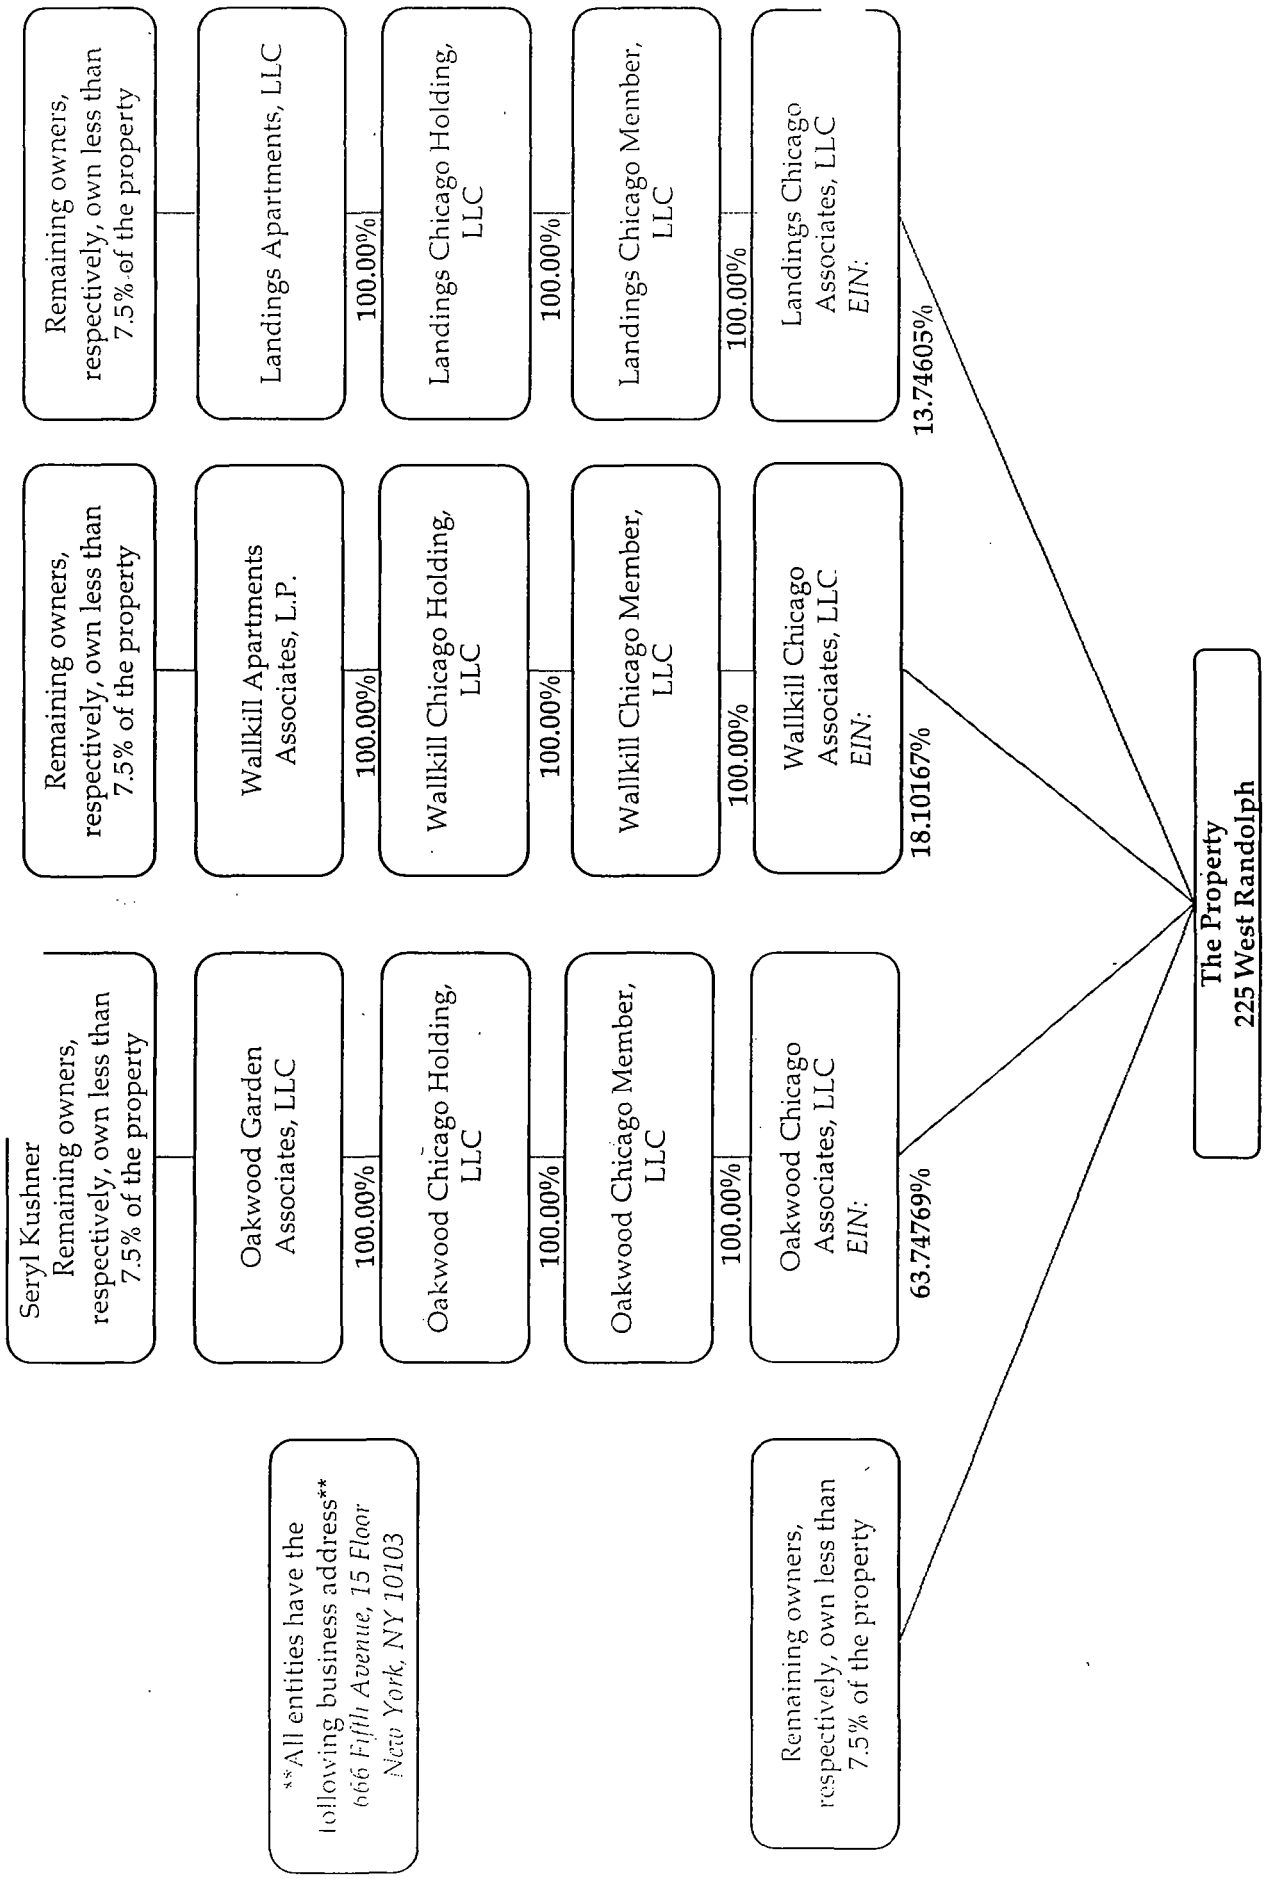 Seryl Kushner
Remaining owners,
respectively, own less than
7.5% of the property
Remaining owners,
respectively, own less than
7.5% of the property
Remaining owners,
respectively, own less than
7.5% of the property
**All entities have the
following business address**
666 Fifth Avenue, 15 Floor
New York, NY 10103
Oakwood Garden
Associates, LLC
Wallkill Apartments
Associates, L.P.
Landings Apartments, LLC
100.00%
100.00%
100.00%
Oakwood Chicago Holding,
LLC
Wallkill Chicago Holding,
LLC
Landings Chicago Holding,
LLC
100.00%
100.00%
100.00%
Oakwood Chicago Member,
LLC
Wallkill Chicago Member,
LLC
Landings Chicago Member,
LLC
100.00%
100.00%
100.00%
Remaining owners,
respectively, own less than
7.5% of the property
Oakwood Chicago
Associates, LLC
EIN:
Wallkill Chicago
Associates, LLC
EIN:
Landings Chicago
Associates, LLC
EIN:
63.74769%
18.10167%
13.74605%
The Property
225 West Randolph